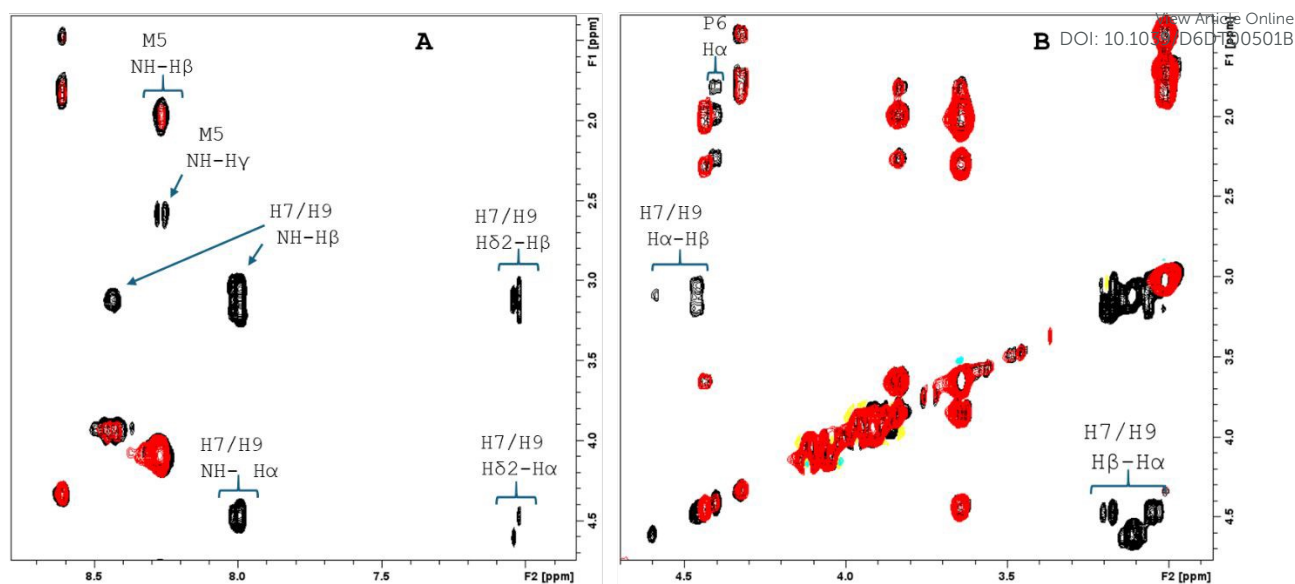 A
M5
NH-Hβ
M5
NH-Hγ
H7/H9
NH-Hβ
H7/H9
Hδ2-Hβ
H7/H9
NH- Hα
H7/H9
Hδ2-Hα
F1 [ppm]
2.0
2.5
3.0
3.5
4.0
4.5
8.5
8.0
7.5
F2 [ppm]
B
P6
Hα
H7/H9
Hα-Hβ
H7/H9
Hβ-Hα
F1 [ppm]
2.0
2.5
3.0
3.5
4.0
4.5
4.5
4.0
3.5
F2 [ppm]
View Article Online